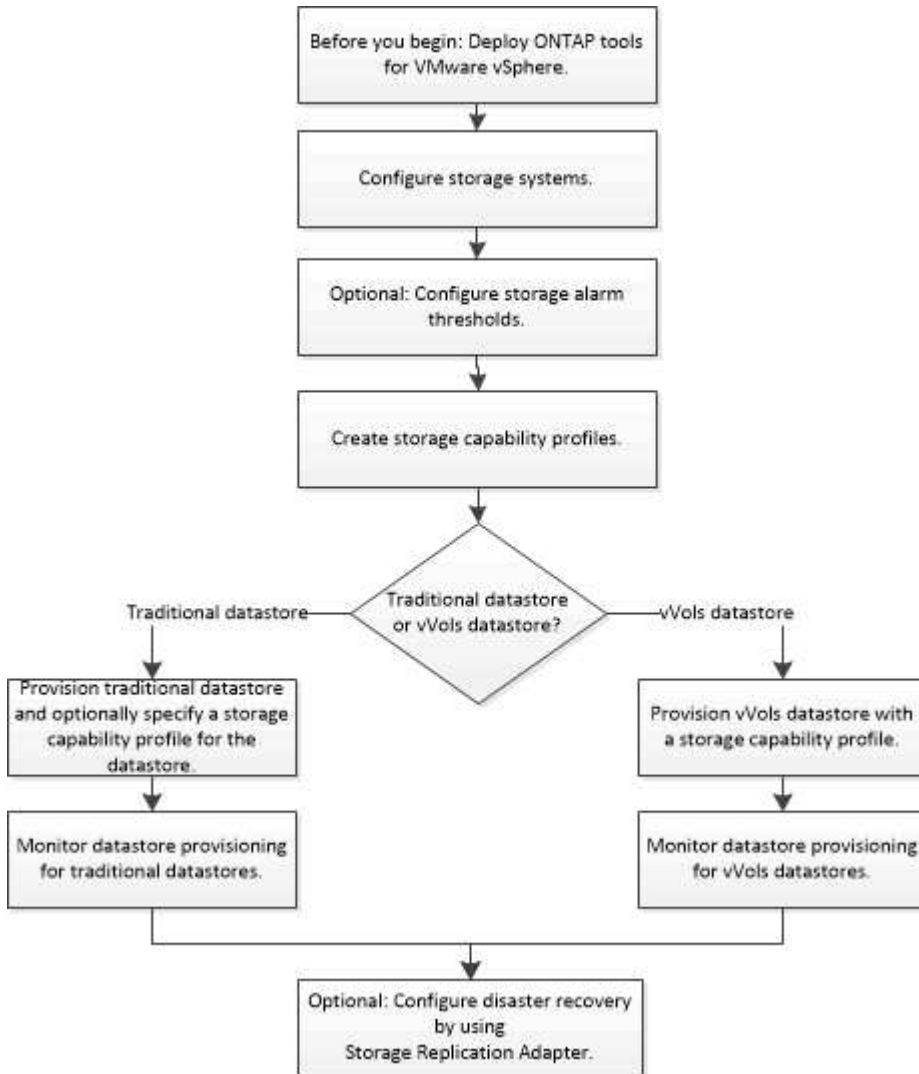 Before you begin: Deploy ONTAP tools
for VMware vSphere.
Configure storage systems.
Optional: Configure storage alarm
thresholds.
Create storage capability profiles.
Traditional datastore
or vVols datastore?
Traditional datastore
vVols datastore
Provision traditional datastore
and optionally specify a storage
capability profile for the
datastore.
Provision vVols datastore with
a storage capability profile.
Monitor datastore provisioning
for traditional datastores.
Monitor datastore provisioning
for vVols datastores.
Optional: Configure disaster recovery
by using
Storage Replication Adapter.